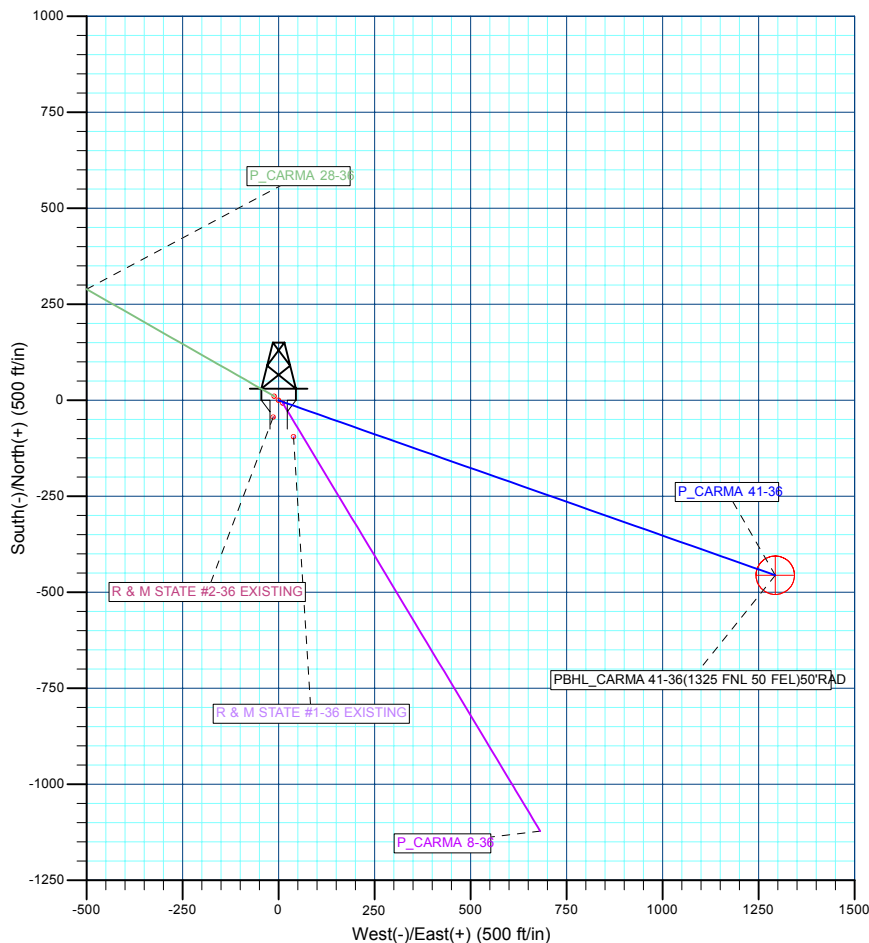 1000
750
500
250
0
-250
-500
-750
-1000
-1250
South(-)/North(+) (500 ft/in)
P_CARMA 28-36
P_CARMA 41-36
R & M STATE #2-36 EXISTING
PBHL_CARMA 41-36(1325 FNL 50 FEL)50'RAD
R & M STATE #1-36 EXISTING
P_CARMA 8-36
-500 -250 0 250 500 750 1000 1250 1500
West(-)/East(+) (500 ft/in)